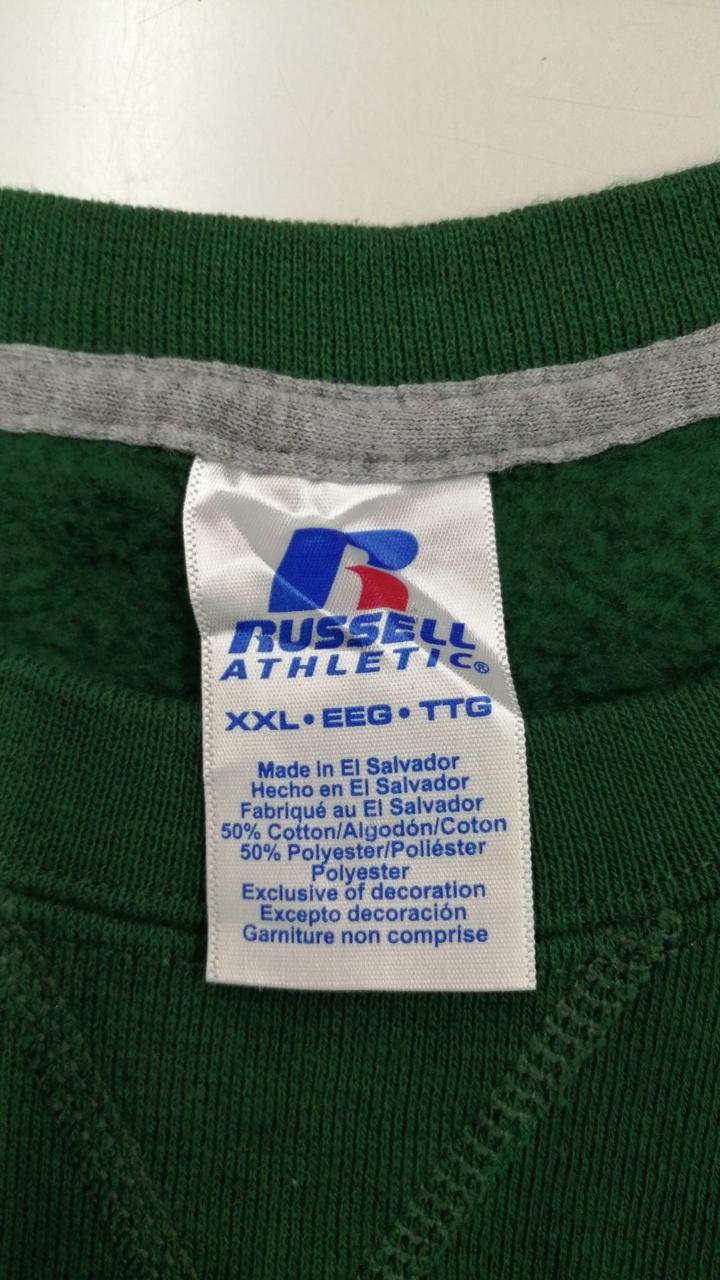 RUSSELL
ATHLETIC®
XXL • EEG • TTG
Made in El Salvador
Hecho en El Salvador
Fabriqué au El Salvador
50% Cotton/Algodón/Coton
50% Polyester/Poliéster
Polyester
Exclusive of decoration
Excepto decoración
Garniture non comprise